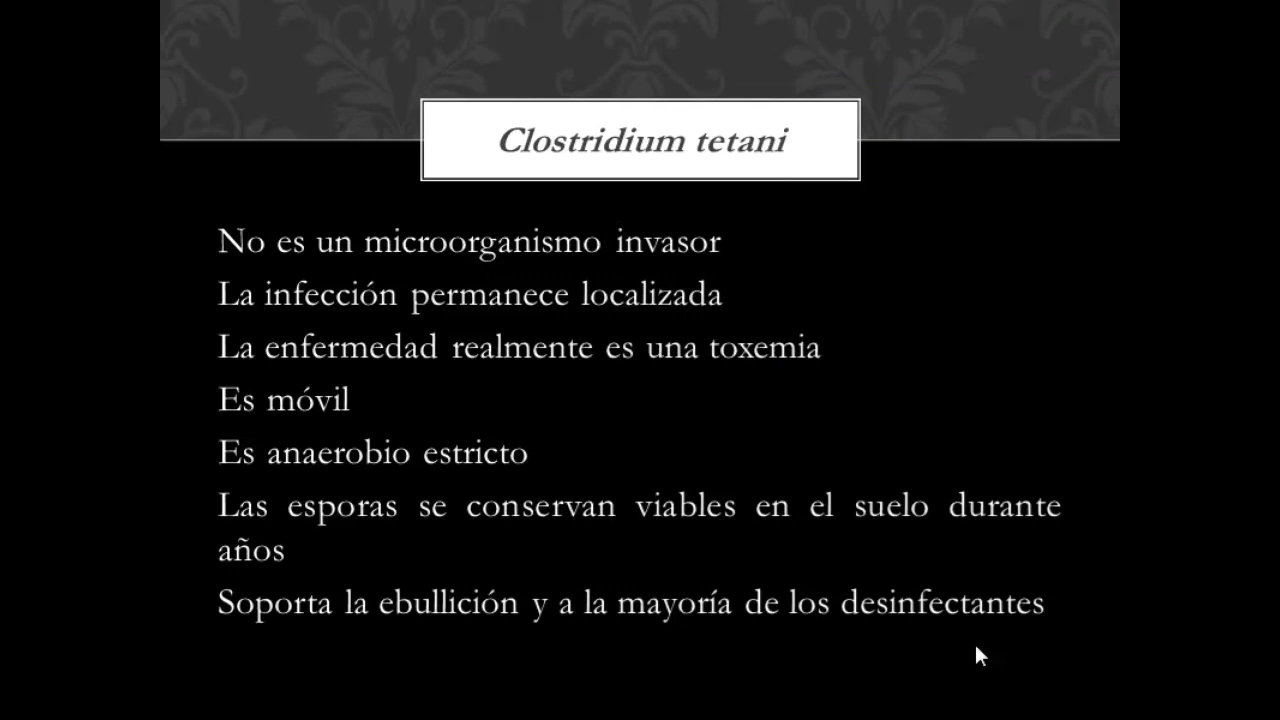 Clostridium tetani
No es un microorganismo invasor
La infección permanece localizada
La enfermedad realmente es una toxemia
Es móvil
Es anaerobio estricto
Las esporas se conservan viables en el suelo durante
años
Soporta la ebullición y a la mayoría de los desinfectantes